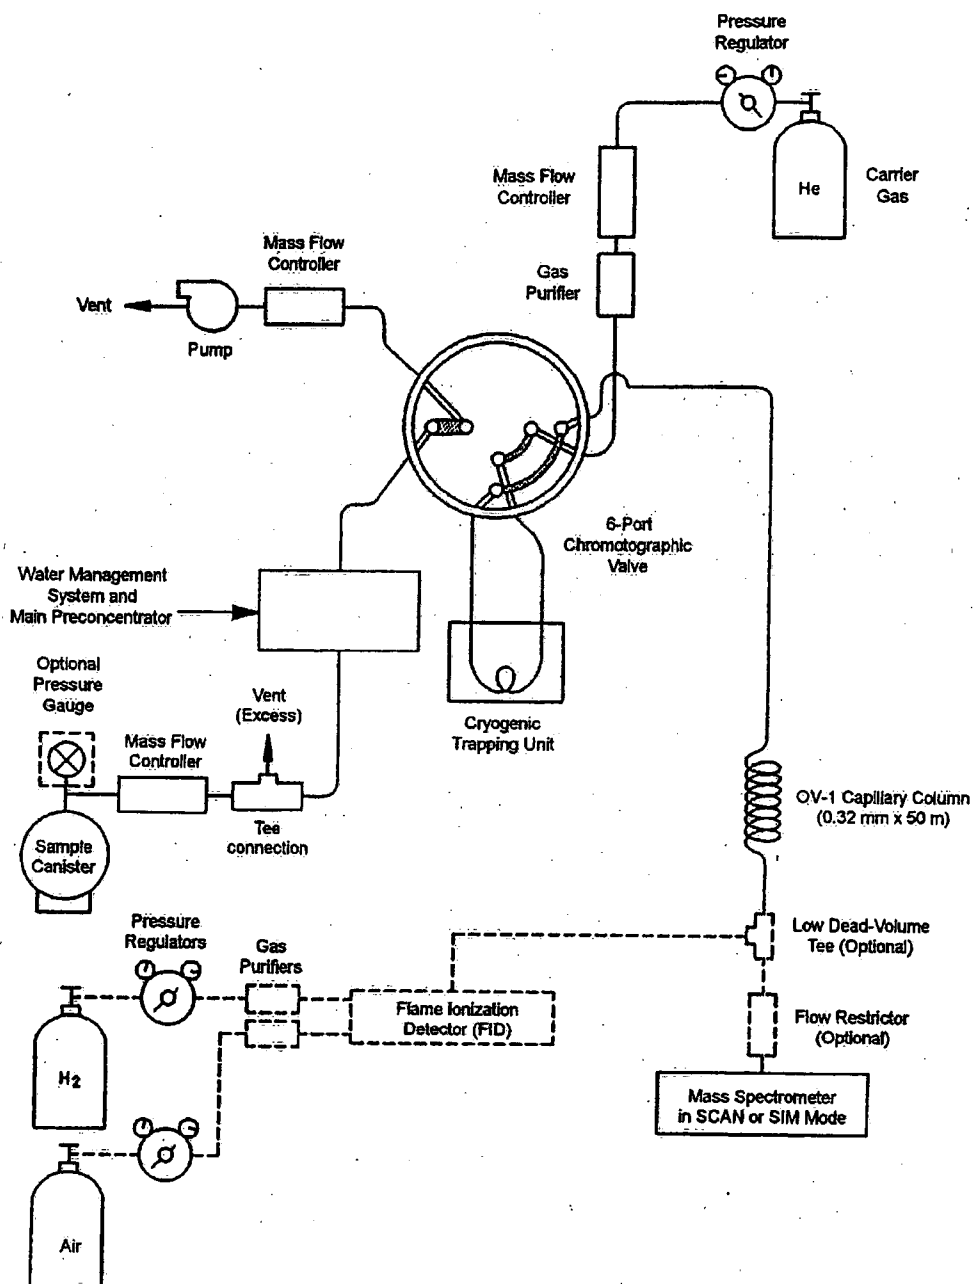 Pressure
Regulator
Mass Flow
Controller
He
Carrier
Gas
Mass Flow
Controller
Gas
Purifier
Vent
Pump
6-Port
Chromotographic
Valve
Water Management
System and
Main Preconcentrator
Optional
Pressure
Gauge
Vent
(Excess)
Cryogenic
Trapping Unit
Mass Flow
Controller
OV-1 Capillary Column
(0.32 mm x 50 m)
Tee
connection
Sample
Canister
Pressure
Regulators
Gas
Purifiers
Low Dead-Volume
Tee (Optional)
Flame Ionization
Detector (FID)
Flow Restrictor
(Optional)
H2
Mass Spectrometer
in SCAN or SIM Mode
Air